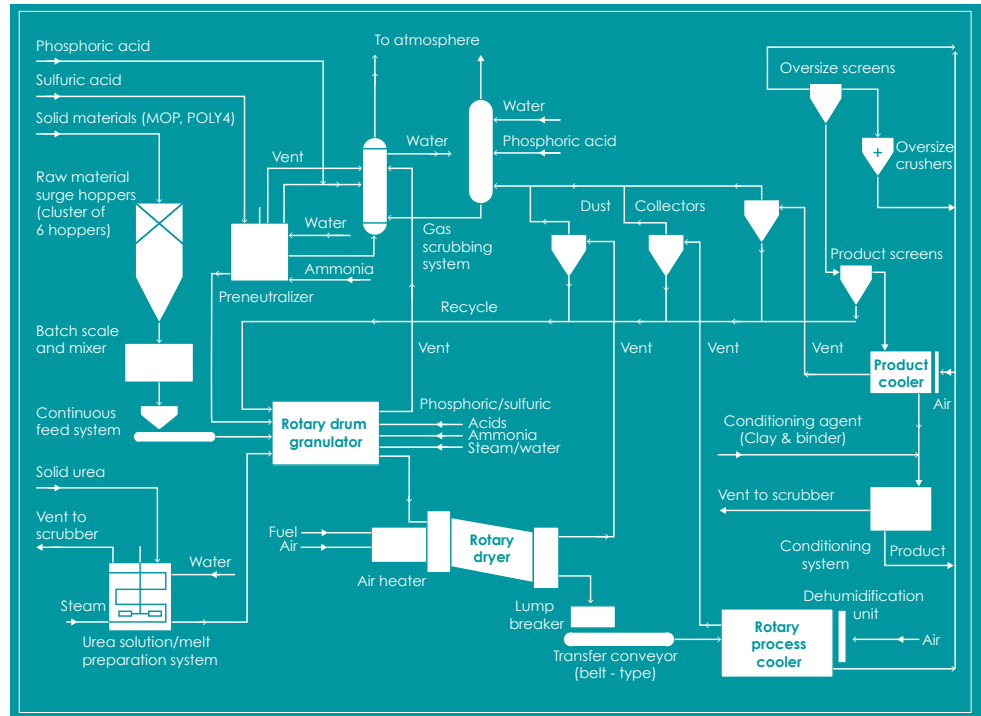 Phosphoric acid
Sulfuric acid
Solid materials (MOP, POLY4)
Raw material
surge hoppers
(cluster of
6 hoppers)
Batch scale
and mixer
Continuous
feed system
Solid urea
Vent to
scrubber
Water
Steam
Urea solution/melt
preparation system
To atmosphere
Vent
Water
Water
Ammonia
Preneutralizer
Gas
scrubbing
system
Water
Phosphoric acid
Dust
Collectors
Recycle
Vent
Vent
Vent
Vent
Rotary drum
granulator
Phosphoric/sulfuric
Acids
Ammonia
Steam/water
Fuel
Air
Air heater
Rotary
dryer
Lump
breaker
Transfer conveyor
(belt - type)
Oversize screens
+
Oversize
crushers
Product screens
Product
cooler
Air
Conditioning agent
(Clay & binder)
Vent to scrubber
Conditioning
system
Product
Dehumidification
unit
Rotary
process
cooler
Air